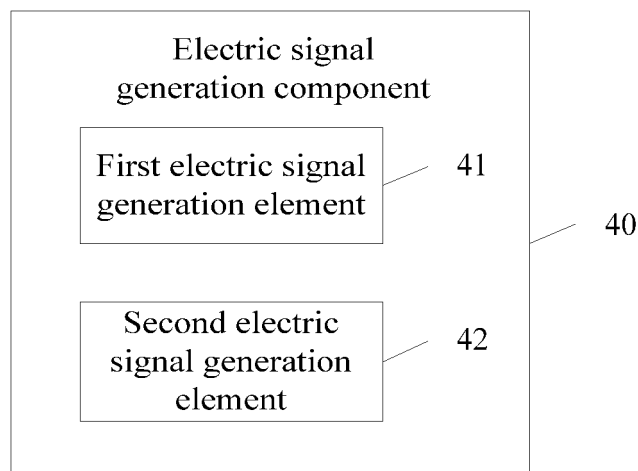 Electric signal
generation component
First electric signal
generation element
41
40
Second electric
signal generation
element
42